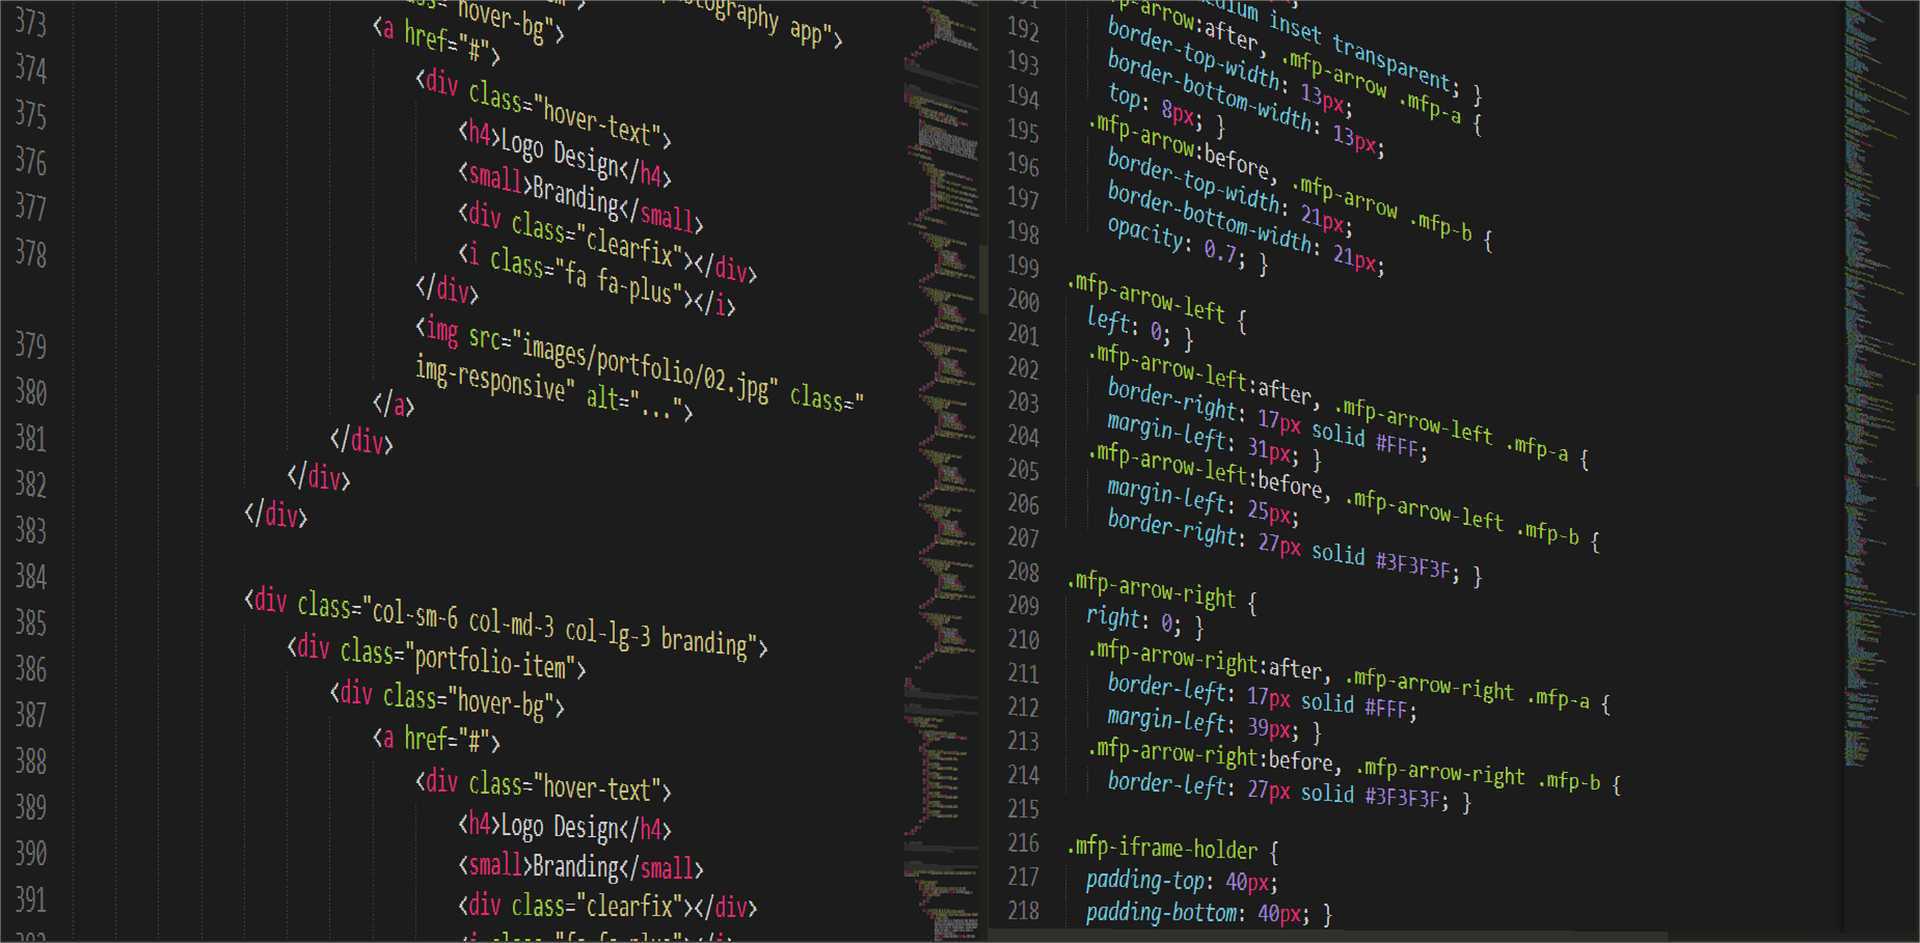 373
374
375
376
377
378
379
380
381
382
383
384
385
386
387
388
389
390
391
hover-bg">
photography app">
<a href="#">
<div class="hover-text">
<h4>Logo Design</h4>
<small>Branding</small>
<div class="clearfix"></div>
<i class="fa fa-plus"></i>
</div>
<img src="images/portfolio/02.jpg" class="
img-responsive" alt="...">
</a>
</div>
</div>
</div>
<div class="col-sm-6 col-md-3 col-lg-3 branding">
<div class="portfolio-item">
<div class="hover-bg">
<a href="#">
<div class="hover-text">
<h4>Logo Design</h4>
<small>Branding</small>
<div class="clearfix"></div>
192
193
194
195
196
197
198
199
200
201
202
203
204
205
206
207
208
209
210
211
212
213
214
215
216
217
218
inset transparent; }
.mfp-arrow:after, .mfp-arrow .mfp-a {
border-top-width: 13px;
border-bottom-width: 13px;
top: 8px; }
.mfp-arrow:before, .mfp-arrow .mfp-b {
border-top-width: 21px;
border-bottom-width: 21px;
opacity: 0.7; }
.mfp-arrow-left {
left: 0; }
.mfp-arrow-left:after, .mfp-arrow-left .mfp-a {
border-right: 17px solid #FFF;
margin-left: 31px; }
.mfp-arrow-left:before, .mfp-arrow-left .mfp-b {
margin-left: 25px;
border-right: 27px solid #3F3F3F; }
.mfp-arrow-right {
right: 0; }
.mfp-arrow-right:after, .mfp-arrow-right .mfp-a {
border-left: 17px solid #FFF;
margin-left: 39px; }
.mfp-arrow-right:before, .mfp-arrow-right .mfp-b {
border-left: 27px solid #3F3F3F; }
.mfp-iframe-holder {
padding-top: 40px;
padding-bottom: 40px; }